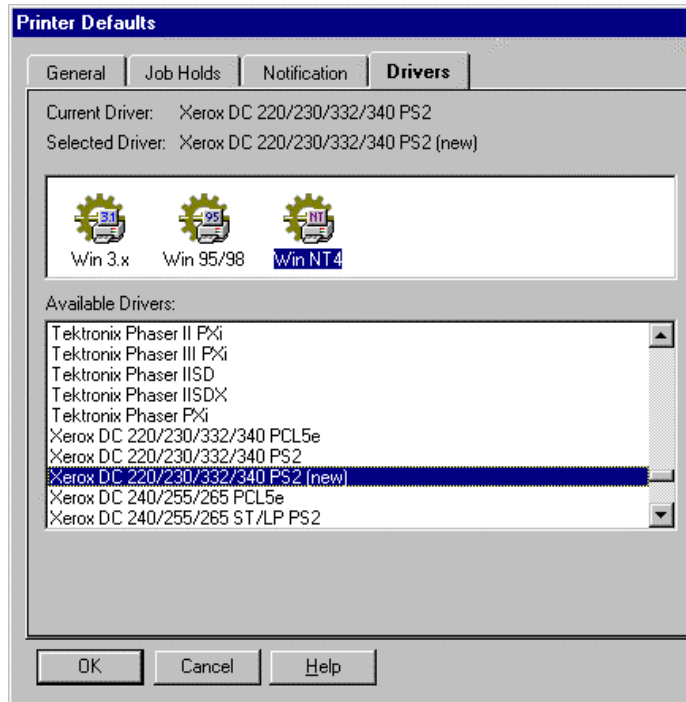 Printer Defaults
General Job Holds Notification Drivers
Current Driver: Xerox DC 220/230/332/340 PS2
Selected Driver: Xerox DC 220/230/332/340 PS2 (new)
3.1 95 NT
Win 3.x Win 95/98 Win NT4
Available Drivers:
Tektronix Phaser II PXi
Tektronix Phaser III PXi
Tektronix Phaser IISD
Tektronix Phaser IISDX
Tektronix Phaser PXi
Xerox DC 220/230/332/340 PCL5e
Xerox DC 220/230/332/340 PS2
Xerox DC 220/230/332/340 PS2 (new)
Xerox DC 240/255/265 PCL5e
Xerox DC 240/255/265 ST/LP PS2
OK Cancel Help